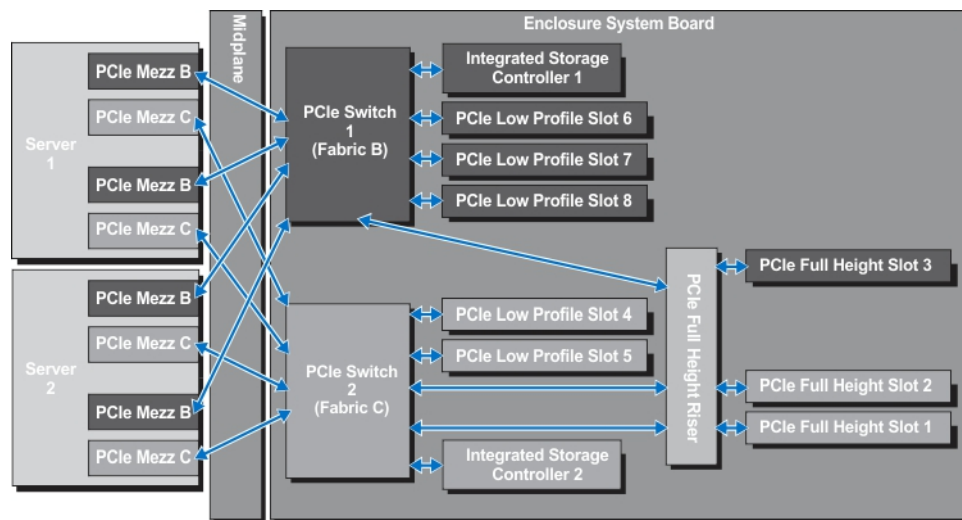 Enclosure System Board
Midplane
Server
1
PCIe Mezz B
PCIe Mezz C
PCIe Mezz B
PCIe Mezz C
Server
2
PCIe Mezz B
PCIe Mezz C
PCIe Mezz B
PCIe Mezz C
PCIe Switch
1
(Fabric B)
Integrated Storage
Controller 1
PCIe Low Profile Slot 6
PCIe Low Profile Slot 7
PCIe Low Profile Slot 8
PCIe Switch
2
(Fabric C)
PCIe Low Profile Slot 4
PCIe Low Profile Slot 5
Integrated Storage
Controller 2
PCIe Full Height Riser
PCIe Full Height Slot 3
PCIe Full Height Slot 2
PCIe Full Height Slot 1